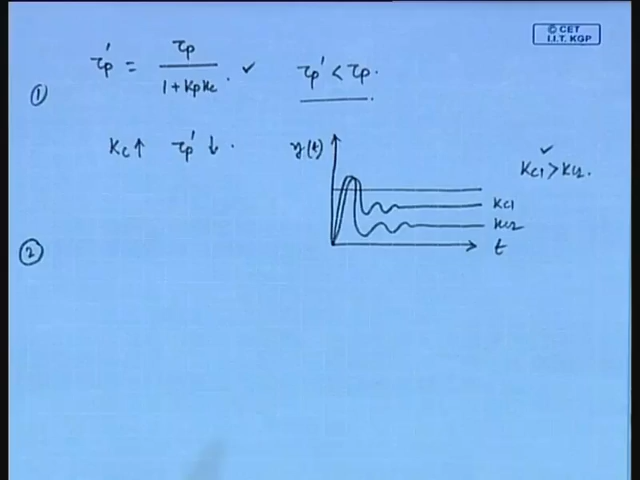 © CET
I.I.T. KGP
τp' = τp / 1 + KpKc . ✓ τp' < τp .
①
Kc ↑ τp' ↓ .
y(t)
✓
Kc1 > Kc2 .
Kc1
Kc2
t
②